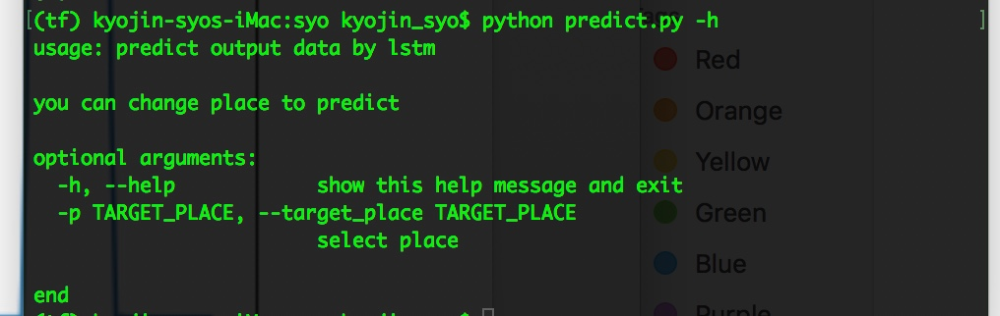 [(tf) kyojin-syos-iMac:syo kyojin_syo$ python predict.py -h ]
usage: predict output data by lstm
you can change place to predict
optional arguments:
-h, --help show this help message and exit
-p TARGET_PLACE, --target_place TARGET_PLACE
select place
end
Red
Orange
Yellow
Green
Blue
Purple